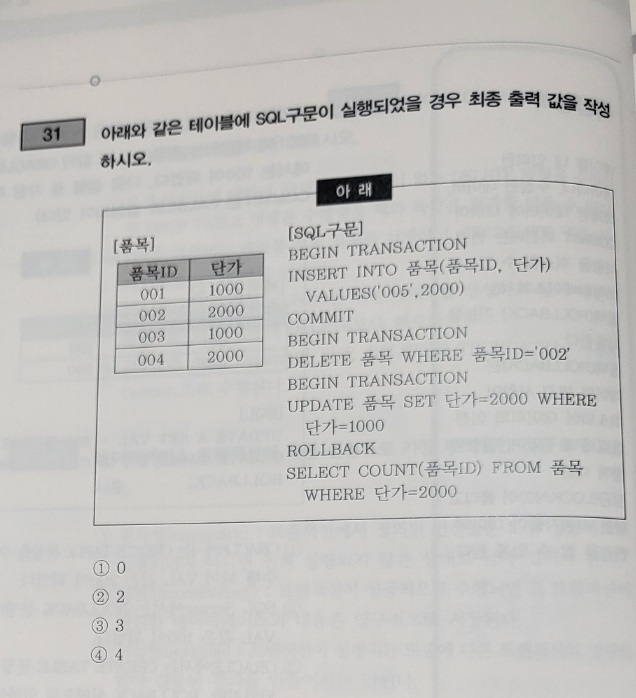 31
아래와 같은 테이블에 SQL구문이 실행되었을 경우 최종 출력 값을 작성
하시오.
아 래
[품목]
품목ID 단가
001 1000
002 2000
003 1000
004 2000
[SQL구문]
BEGIN TRANSACTION
INSERT INTO 품목(품목ID, 단가)
VALUES('005',2000)
COMMIT
BEGIN TRANSACTION
DELETE 품목 WHERE 품목ID='002'
BEGIN TRANSACTION
UPDATE 품목 SET 단가=2000 WHERE
단가=1000
ROLLBACK
SELECT COUNT(품목ID) FROM 품목
WHERE 단가=2000
① 0
② 2
③ 3
④ 4